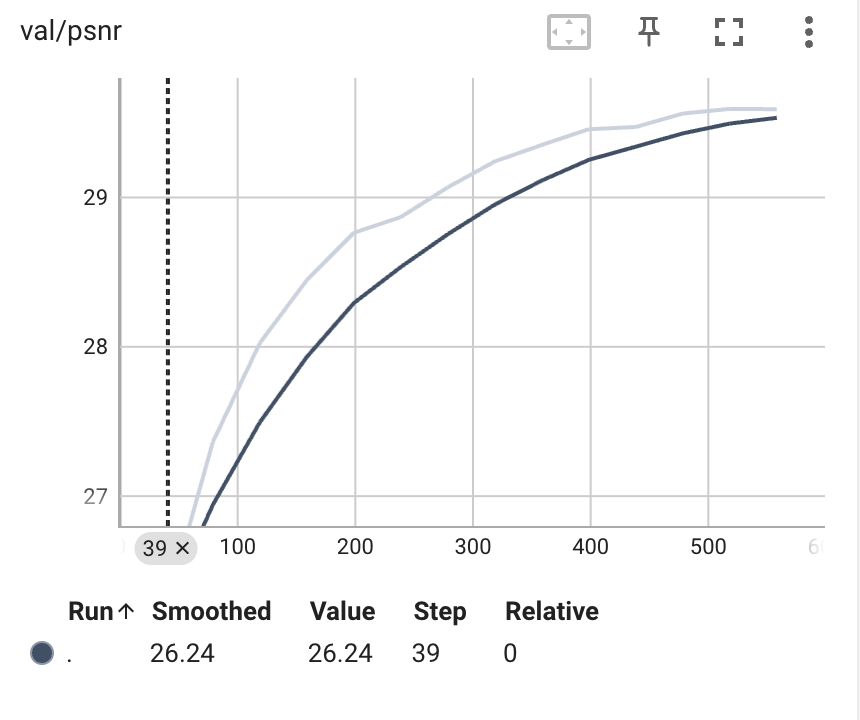 val/psnr
29
28
27
39 × 100 200 300 400 500
Run↑ Smoothed Value Step Relative
. 26.24 26.24 39 0